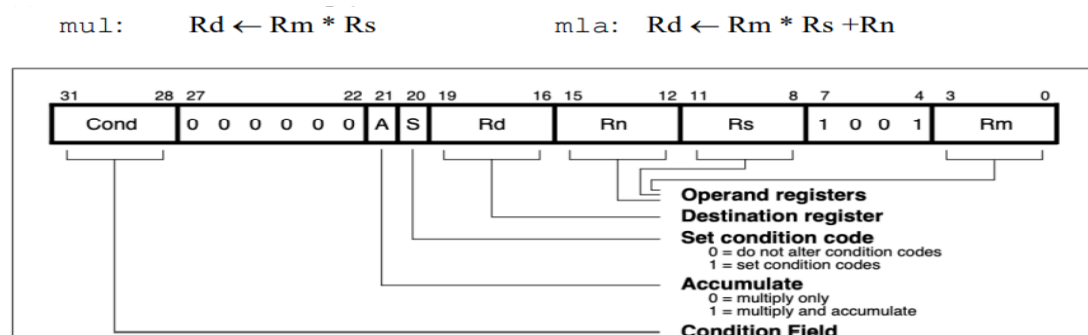 mul: Rd ← Rm * Rs mla: Rd ← Rm * Rs +Rn
31 28 27 22 21 20 19 16 15 12 11 8 7 4 3 0
Cond 0 0 0 0 0 0 A S Rd Rn Rs 1 0 0 1 Rm
Operand registers
Destination register
Set condition code
0 = do not alter condition codes
1 = set condition codes
Accumulate
0 = multiply only
1 = multiply and accumulate
Condition Field